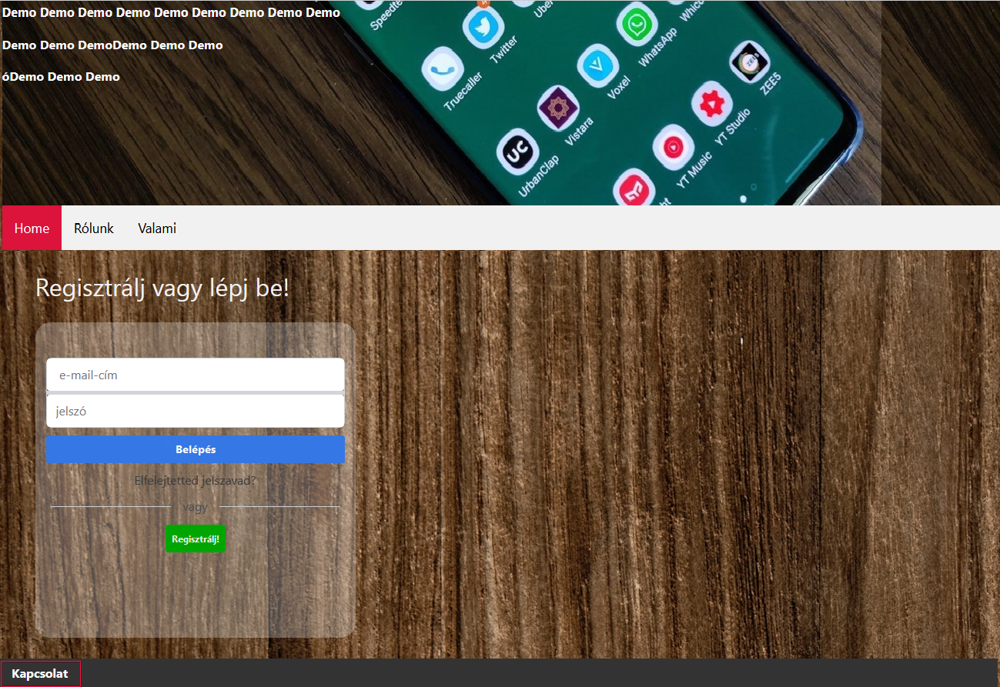 Demo Demo Demo Demo Demo Demo Demo Demo Demo
Demo Demo DemoDemo Demo Demo
óDemo Demo Demo
Uber
Twitter
WhatsApp
Truecaller
Voxel
ZEE5
Vistara
YT Studio
UrbanClap
YT Music
UC
Home
Rólunk
Valami
Regisztrálj vagy lépj be!
e-mail-cím
jelszó
Belépés
Elfelejtetted jelszavad?
vagy
Regisztrálj!
Kapcsolat